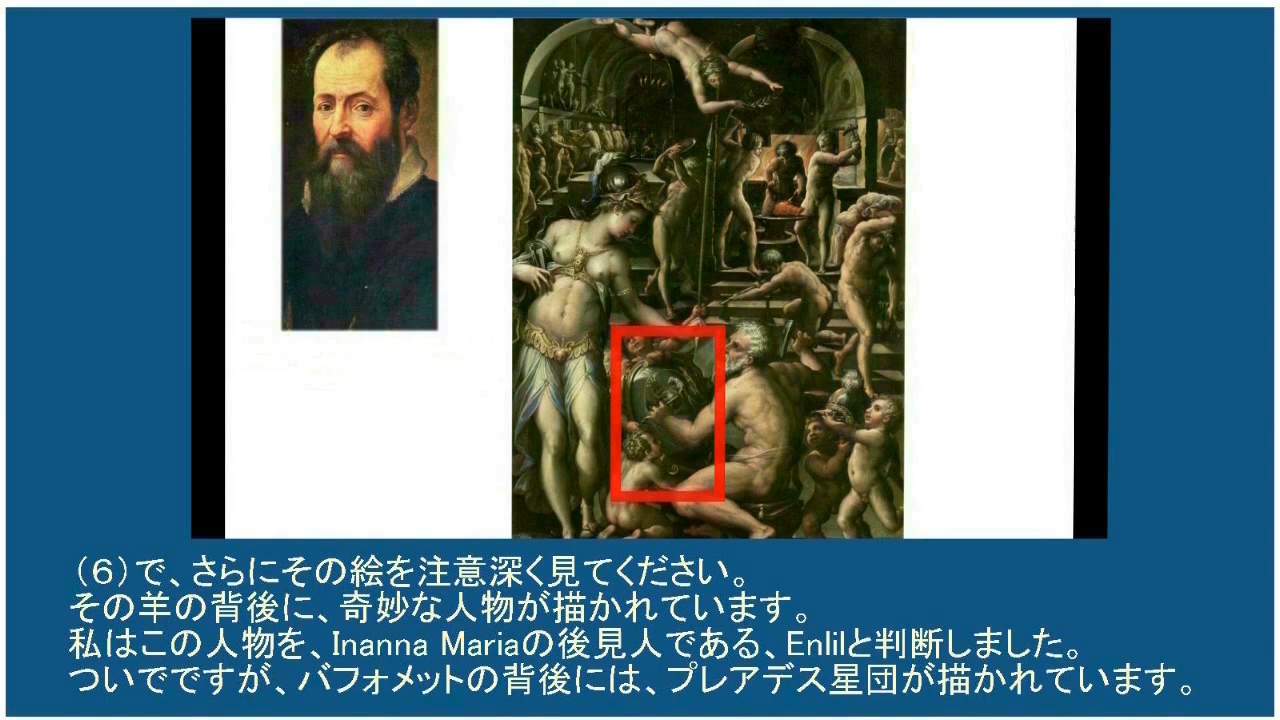 （６）で、さらにその絵を注意深く見てください。
その羊の背後に、奇妙な人物が描かれています。
私はこの人物を、Inanna Mariaの後見人である、Enlilと判断しました。
ついでですが、バフォメットの背後には、プレアデス星団が描かれています。